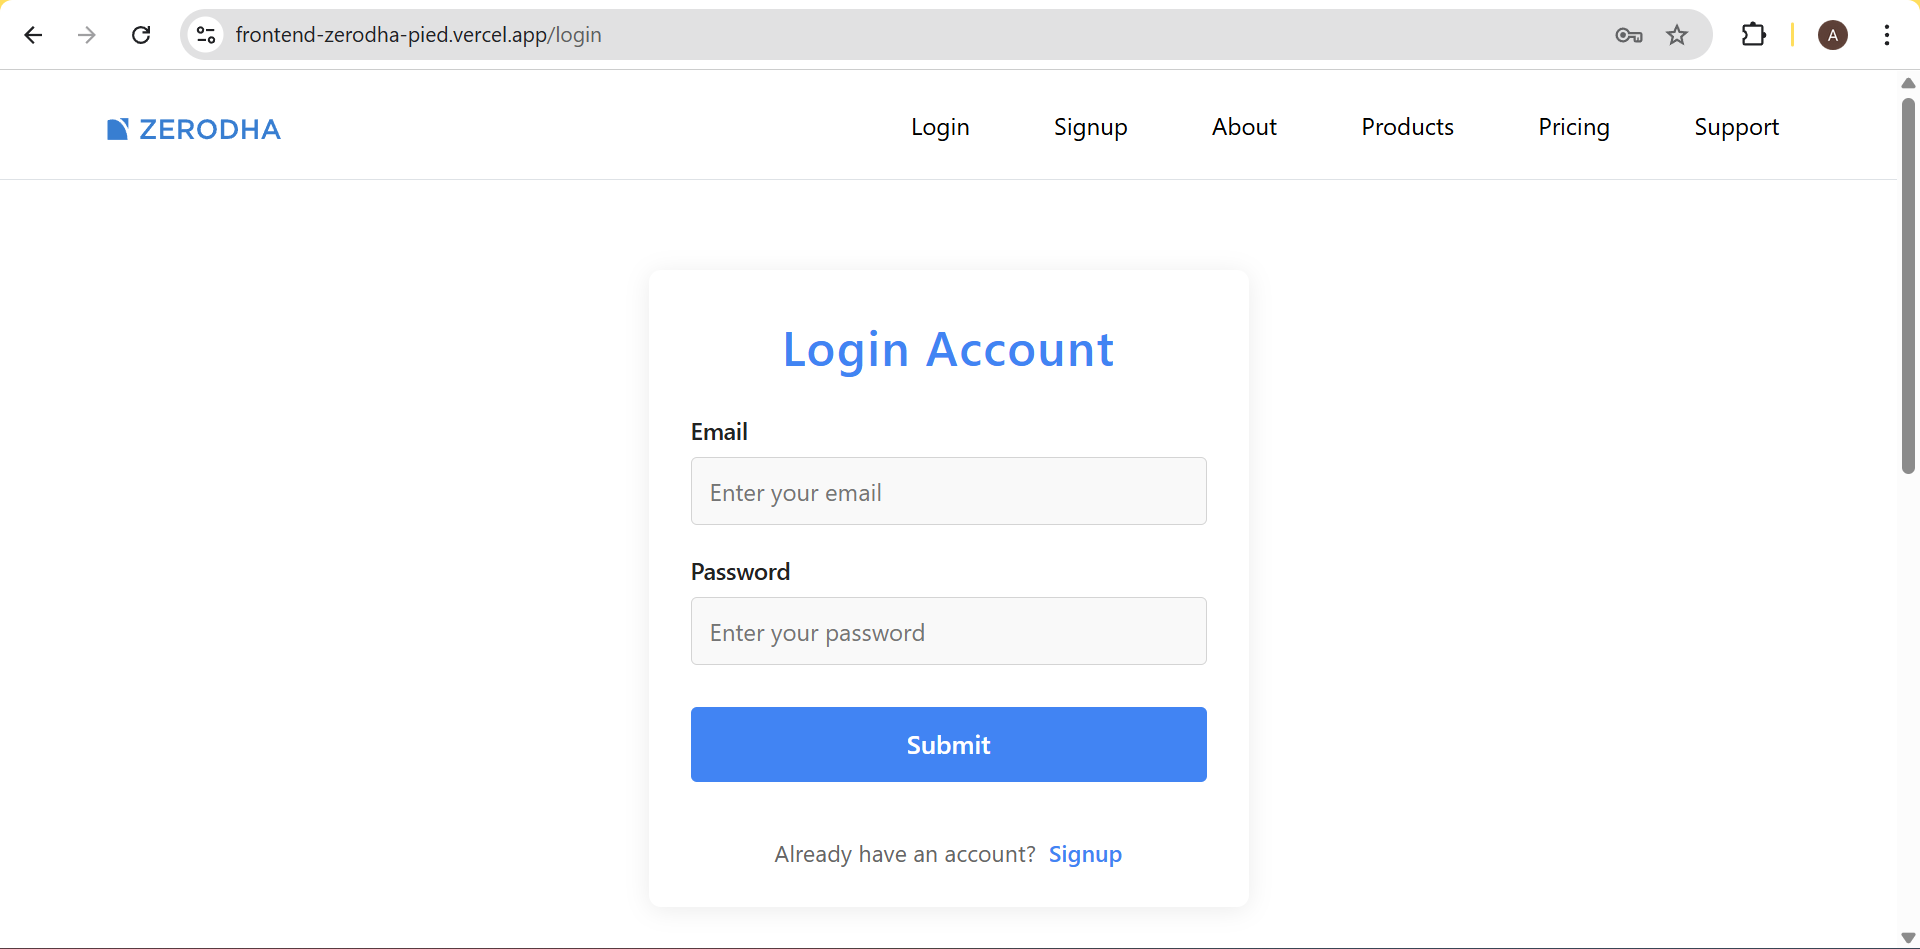 frontend-zerodha-pied.vercel.app/login
A
ZERODHA
Login Signup About Products Pricing Support
Login Account
Email
Enter your email
Password
Enter your password
Submit
Already have an account? Signup